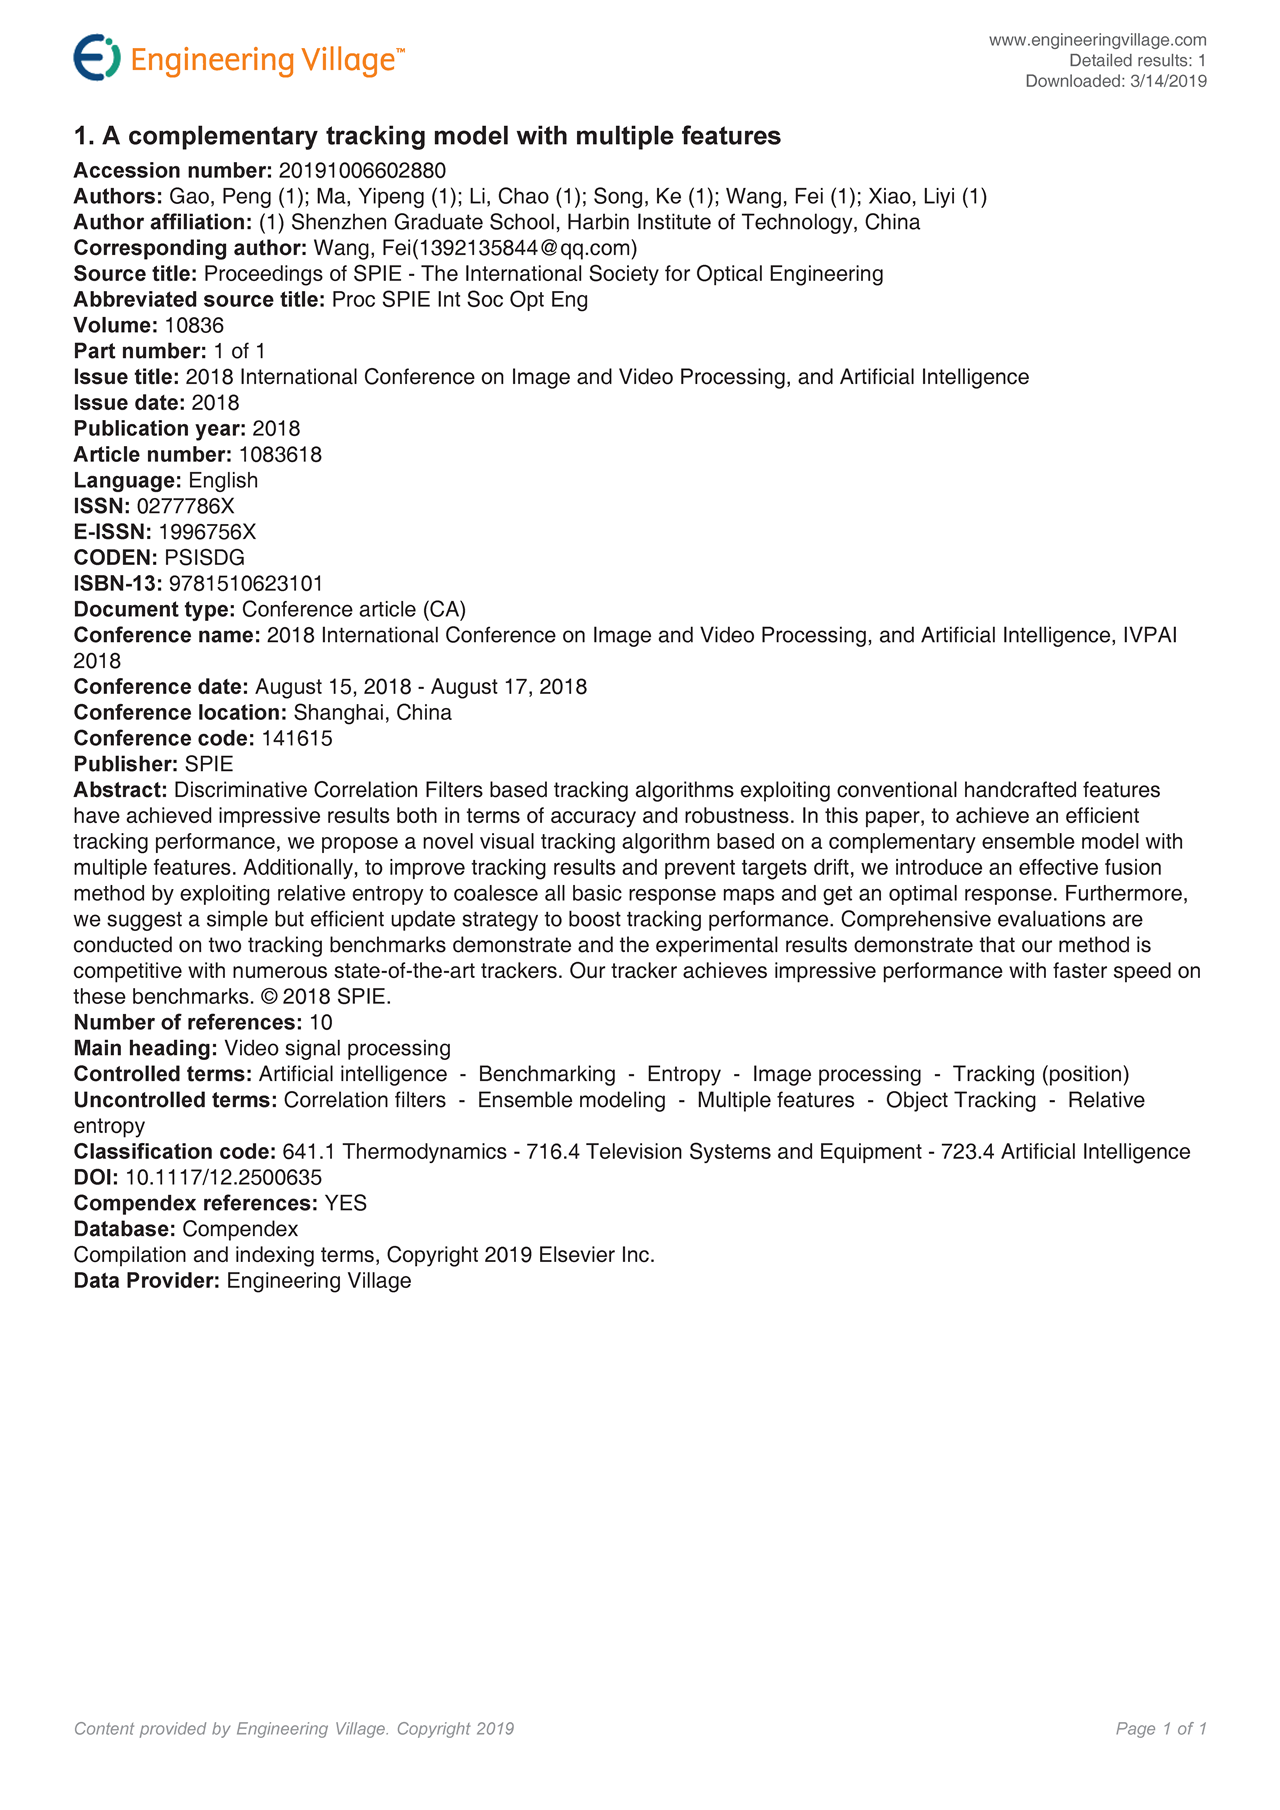 Engineering Village™
www.engineeringvillage.com
Detailed results: 1
Downloaded: 3/14/2019
1. A complementary tracking model with multiple features
Accession number: 20191006602880
Authors: Gao, Peng (1); Ma, Yipeng (1); Li, Chao (1); Song, Ke (1); Wang, Fei (1); Xiao, Liyi (1)
Author affiliation: (1) Shenzhen Graduate School, Harbin Institute of Technology, China
Corresponding author: Wang, Fei(1392135844@qq.com)
Source title: Proceedings of SPIE - The International Society for Optical Engineering
Abbreviated source title: Proc SPIE Int Soc Opt Eng
Volume: 10836
Part number: 1 of 1
Issue title: 2018 International Conference on Image and Video Processing, and Artificial Intelligence
Issue date: 2018
Publication year: 2018
Article number: 1083618
Language: English
ISSN: 0277786X
E-ISSN: 1996756X
CODEN: PSISDG
ISBN-13: 9781510623101
Document type: Conference article (CA)
Conference name: 2018 International Conference on Image and Video Processing, and Artificial Intelligence, IVPAI
2018
Conference date: August 15, 2018 - August 17, 2018
Conference location: Shanghai, China
Conference code: 141615
Publisher: SPIE
Abstract: Discriminative Correlation Filters based tracking algorithms exploiting conventional handcrafted features
have achieved impressive results both in terms of accuracy and robustness. In this paper, to achieve an efficient
tracking performance, we propose a novel visual tracking algorithm based on a complementary ensemble model with
multiple features. Additionally, to improve tracking results and prevent targets drift, we introduce an effective fusion
method by exploiting relative entropy to coalesce all basic response maps and get an optimal response. Furthermore,
we suggest a simple but efficient update strategy to boost tracking performance. Comprehensive evaluations are
conducted on two tracking benchmarks demonstrate and the experimental results demonstrate that our method is
competitive with numerous state-of-the-art trackers. Our tracker achieves impressive performance with faster speed on
these benchmarks. © 2018 SPIE.
Number of references: 10
Main heading: Video signal processing
Controlled terms: Artificial intelligence - Benchmarking - Entropy - Image processing - Tracking (position)
Uncontrolled terms: Correlation filters - Ensemble modeling - Multiple features - Object Tracking - Relative
entropy
Classification code: 641.1 Thermodynamics - 716.4 Television Systems and Equipment - 723.4 Artificial Intelligence
DOI: 10.1117/12.2500635
Compendex references: YES
Database: Compendex
Compilation and indexing terms, Copyright 2019 Elsevier Inc.
Data Provider: Engineering Village
Content provided by Engineering Village. Copyright 2019
Page 1 of 1